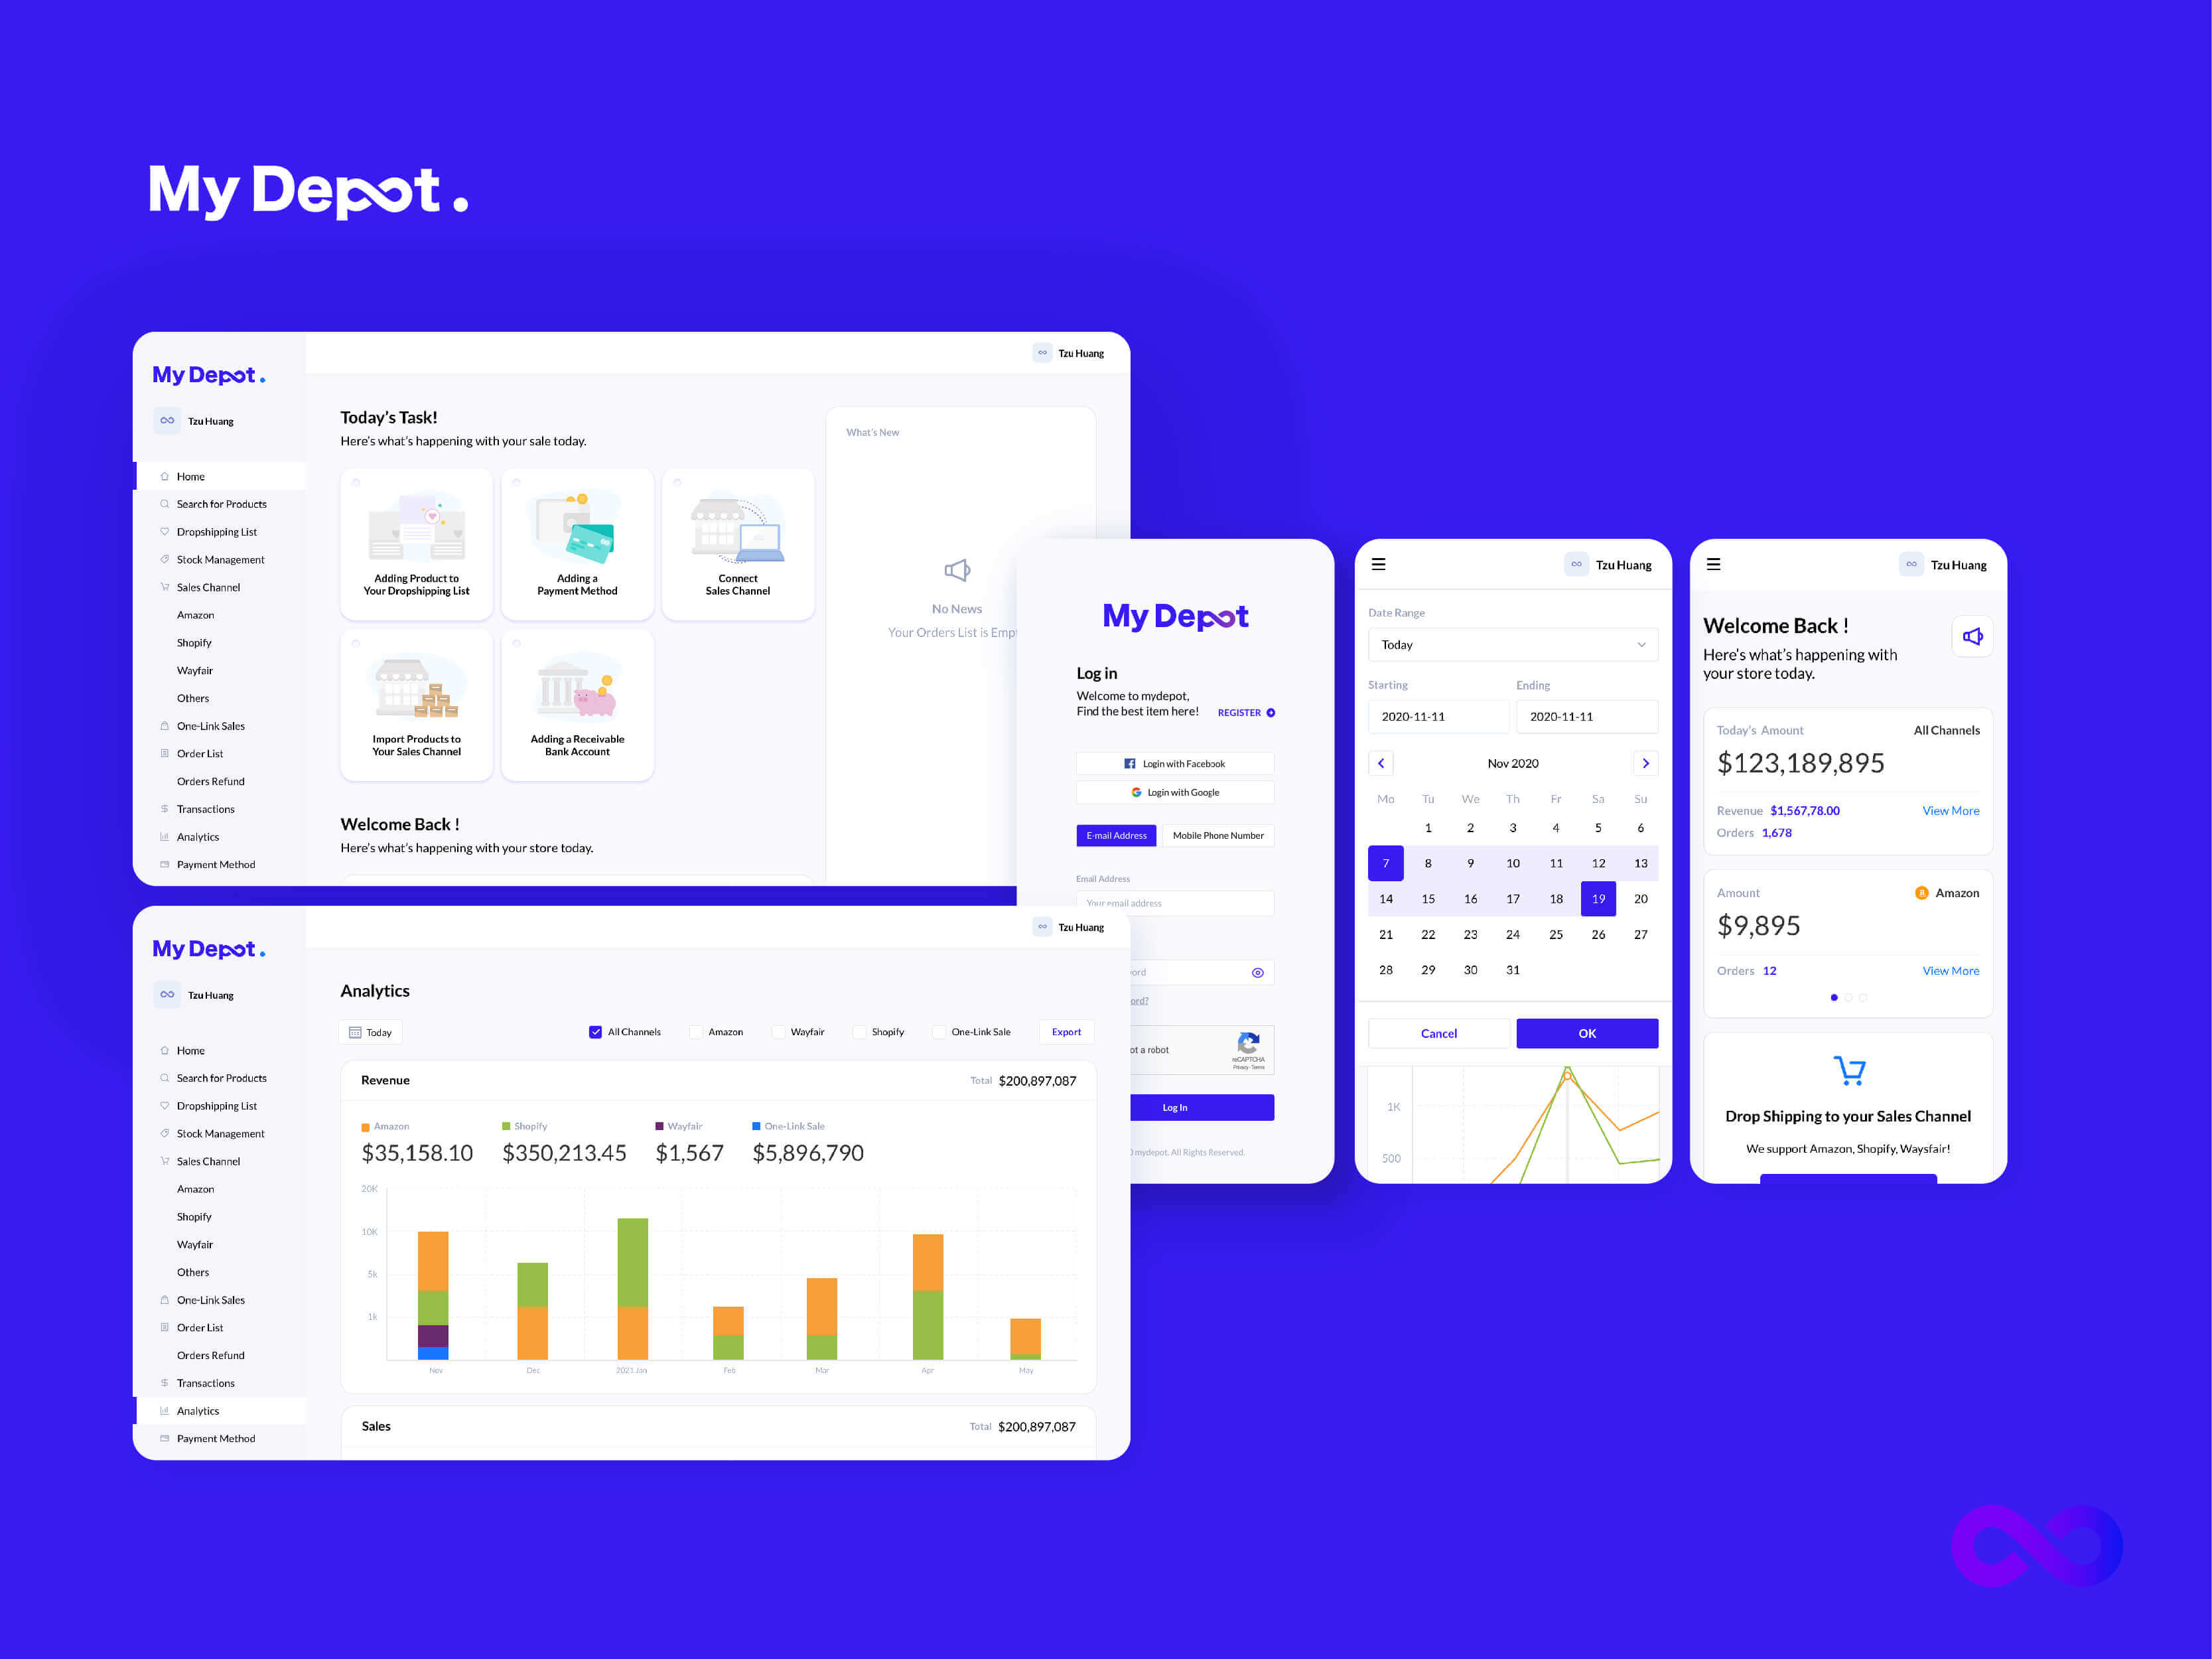 My Depot.
My Depot.
Tzu Huang
Home
Search for Products
Dropshipping List
Stock Management
Sales Channel
Amazon
Shopify
Wayfair
Others
One-Link Sales
Order List
Orders Refund
Transactions
Analytics
Payment Method
Tzu Huang
Today's Task!
Here's what's happening with your sale today.
Adding Product to
Your Dropshipping List
Adding a
Payment Method
Connect
Sales Channel
Import Products to
Your Sales Channel
Adding a Receivable
Bank Account
Welcome Back !
Here's what's happening with your store today.
What's New
No News
Your Orders List is Empt
My Depot.
Tzu Huang
Home
Search for Products
Dropshipping List
Stock Management
Sales Channel
Amazon
Shopify
Wayfair
Others
One-Link Sales
Order List
Orders Refund
Transactions
Analytics
Payment Method
Tzu Huang
Analytics
Today
All Channels Amazon Wayfair Shopify One-Link Sale Export
Revenue Total $200,897,087
Amazon Shopify Wayfair One-Link Sale
$35,158.10 $350,213.45 $1,567 $5,896,790
20K
10K
5k
1k
Nov Dec 2021 Jan Feb Mar Apr May
Sales Total $200,897,087
My Depot
Log in
Welcome to mydepot,
Find the best item here! REGISTER
Login with Facebook
Login with Google
E-mail Address Mobile Phone Number
Email Address
Your email address
ord
ord?
ot a robot
reCAPTCHA
Privacy - Terms
Log In
mydepot. All Rights Reserved.
Tzu Huang
Date Range
Today
Starting Ending
2020-11-11 2020-11-11
Nov 2020
Mo Tu We Th Fr Sa Su
1 2 3 4 5 6
7 8 9 10 11 12 13
14 15 16 17 18 19 20
21 22 23 24 25 26 27
28 29 30 31
Cancel OK
1K
500
Tzu Huang
Welcome Back !
Here's what's happening with
your store today.
Today's Amount All Channels
$123,189,895
Revenue $1,567,78.00 View More
Orders 1,678
Amount Amazon
$9,895
Orders 12 View More
Drop Shipping to your Sales Channel
We support Amazon, Shopify, Waysfair!